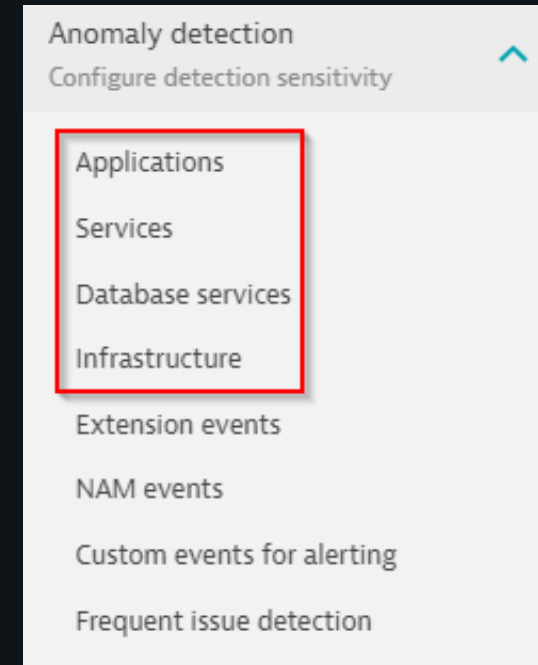 Anomaly detection
Configure detection sensitivity
Applications
Services
Database services
Infrastructure
Extension events
NAM events
Custom events for alerting
Frequent issue detection